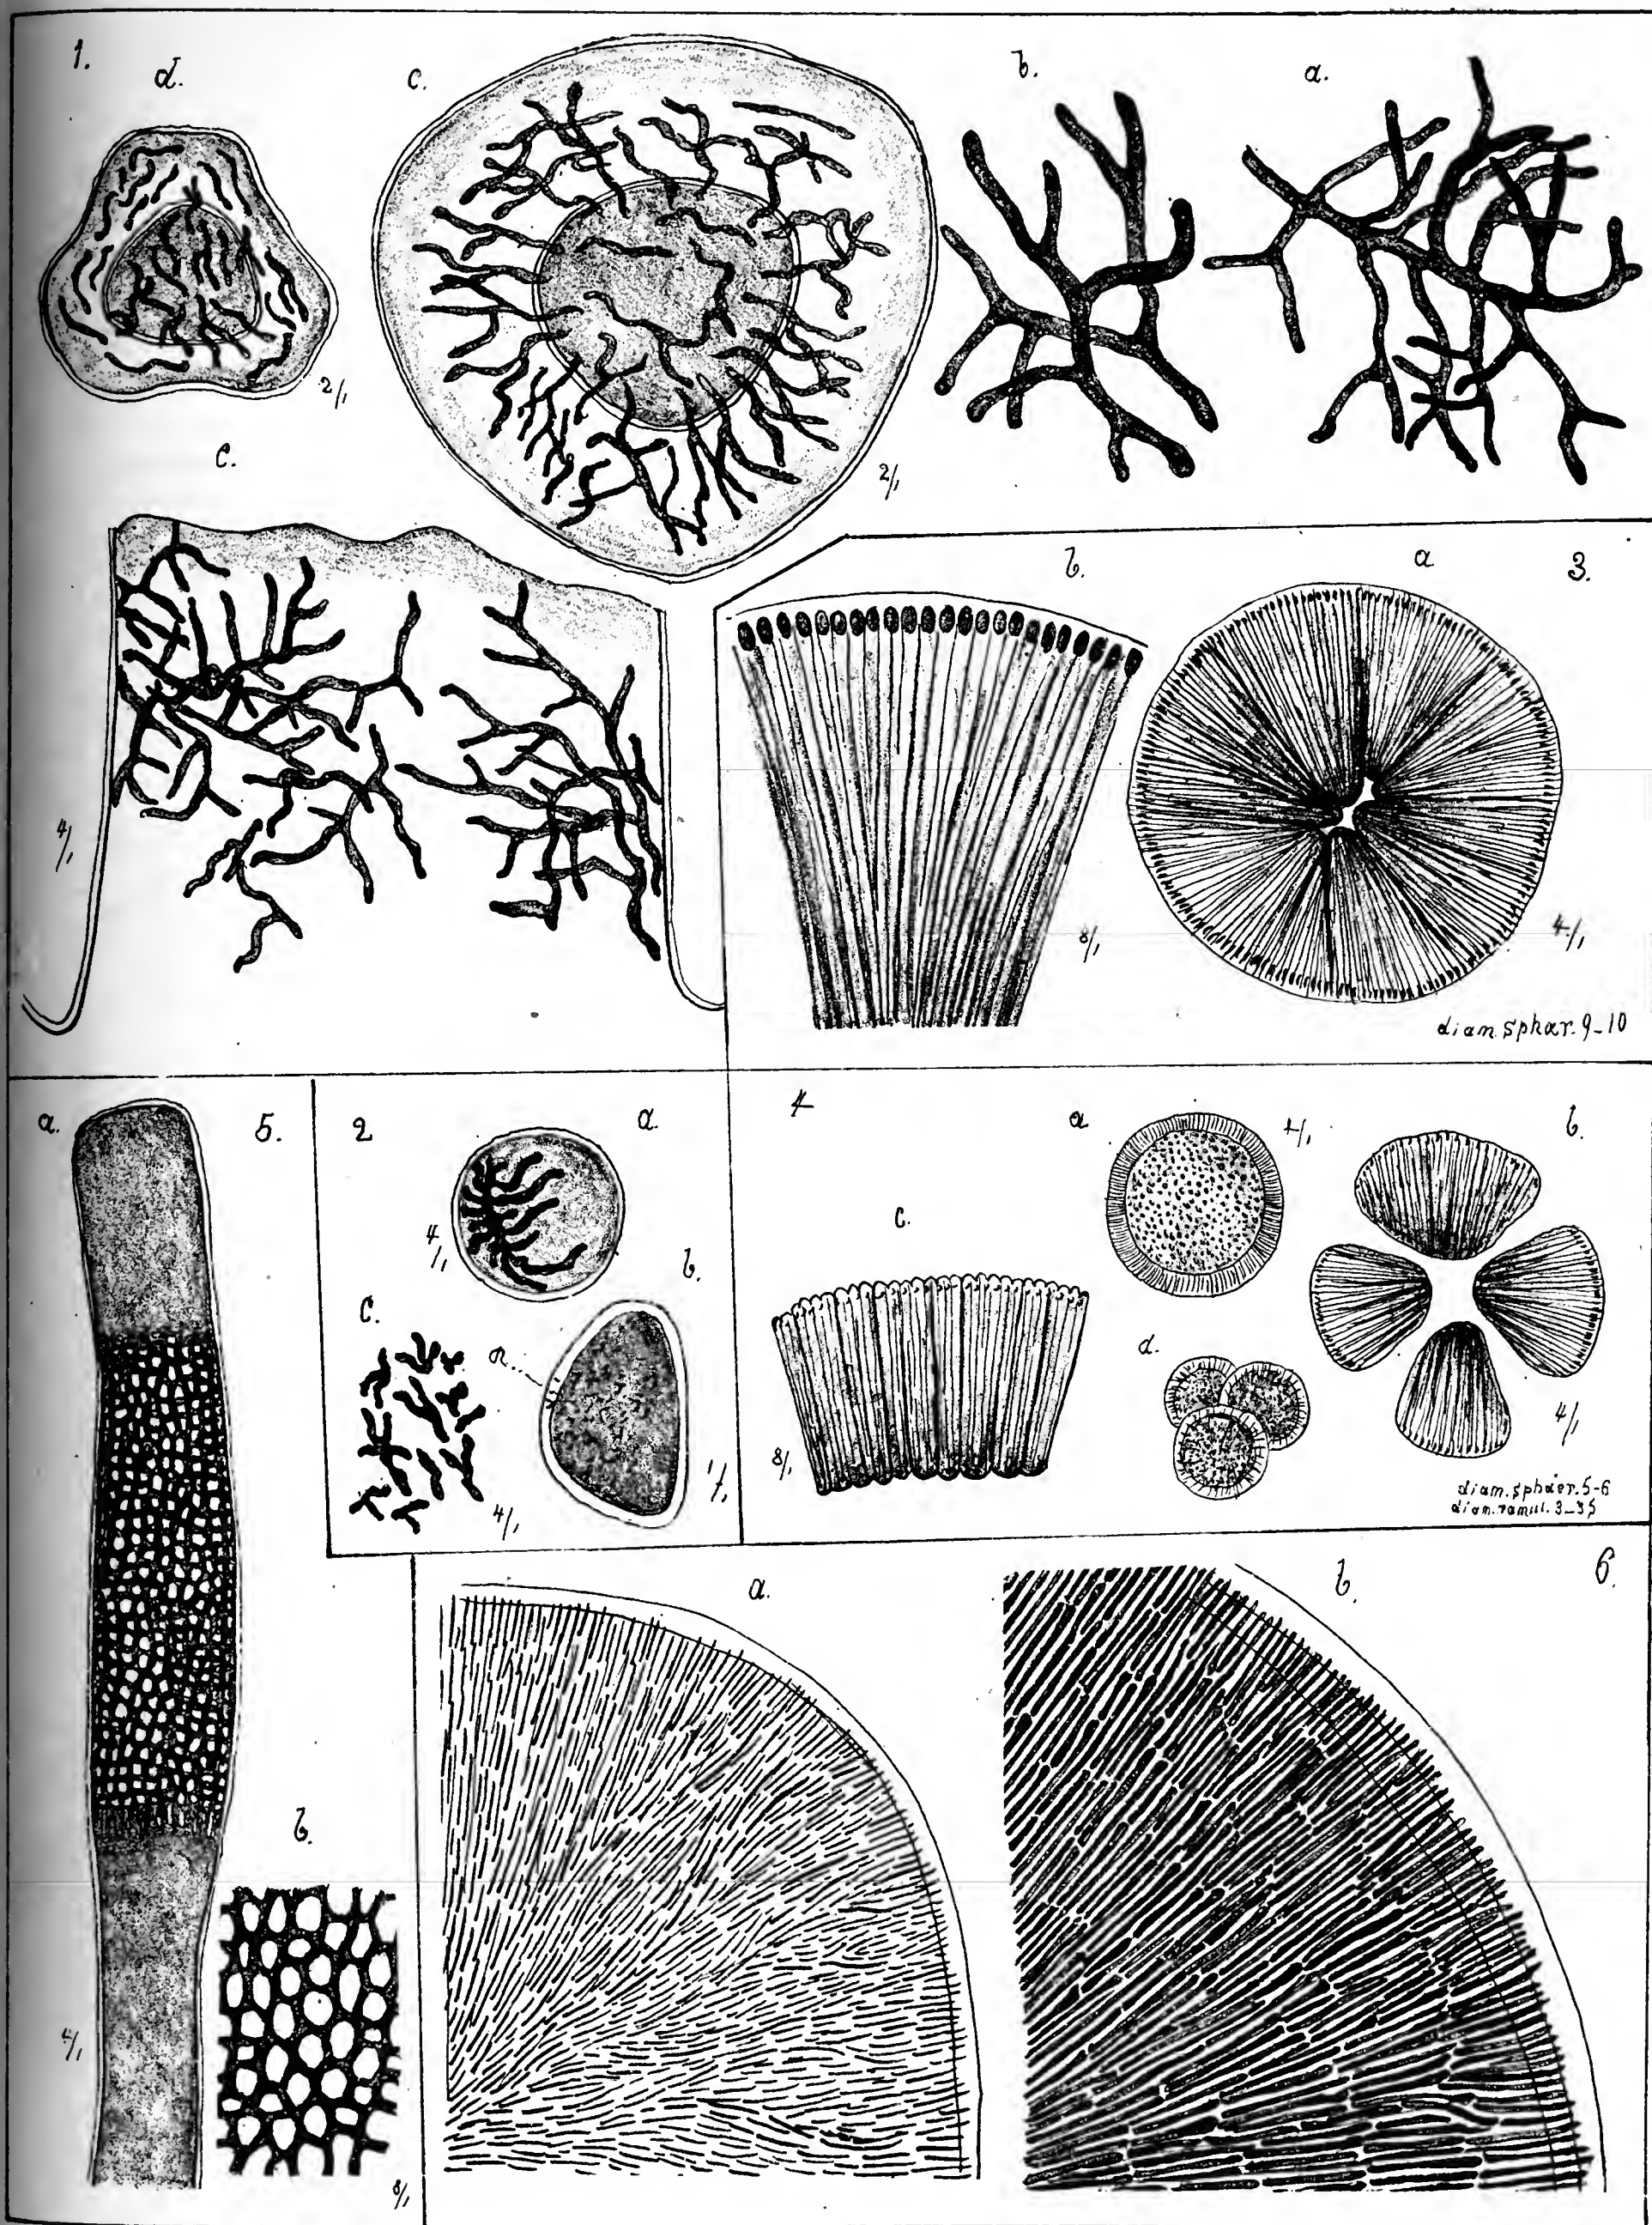 1.
d.
c.
b.
a.
2/1
2/1
c.
4/1
b.
a
3.
8/1
4/1
diam. sphær. 9-10
a.
5.
4/1
b.
8/1
2
a.
4/1
b.
c.
4/1
1/1
4
a
4/1
b.
c.
8/1
d.
4/1
diam. sphær. 5-6
diam. ramul. 3-35
a.
b.
6.